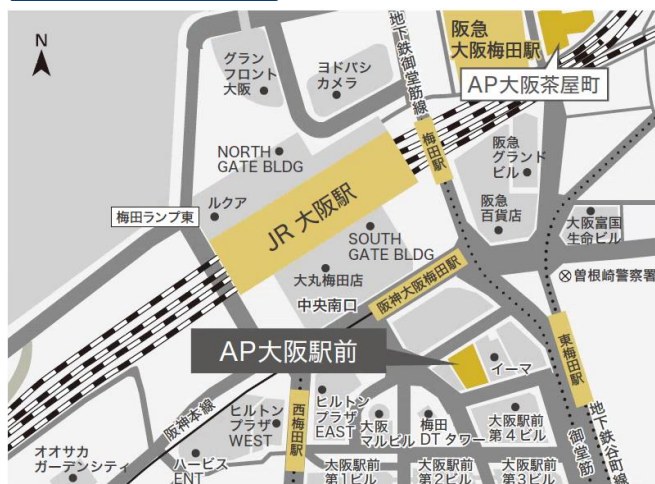 N
グラン
フロント
大阪
ヨドバシ
カメラ
地下鉄御堂筋線
阪急
大阪梅田駅
AP大阪茶屋町
梅田駅
阪急
グランド
ビル
阪急
百貨店
NORTH
GATE BLDG
ルクア
梅田ランプ東
JR 大阪駅
SOUTH
GATE BLDG
大丸梅田店
中央南口
阪神大阪梅田駅
大阪富国
生命ビル
曽根崎警察署
東梅田駅
AP大阪駅前
イーマ
阪神本線
ヒルトン
プラザ
WEST
西梅田駅
ヒルトン
プラザ
EAST
大阪
マルビル
梅田
DTタワー
大阪駅前
第4ビル
御堂筋
地下鉄谷町線
オオサカ
ガーデンシティ
ハービス
ENT
大阪駅前
第1ビル
大阪駅前
第2ビル
大阪駅前
第3ビル